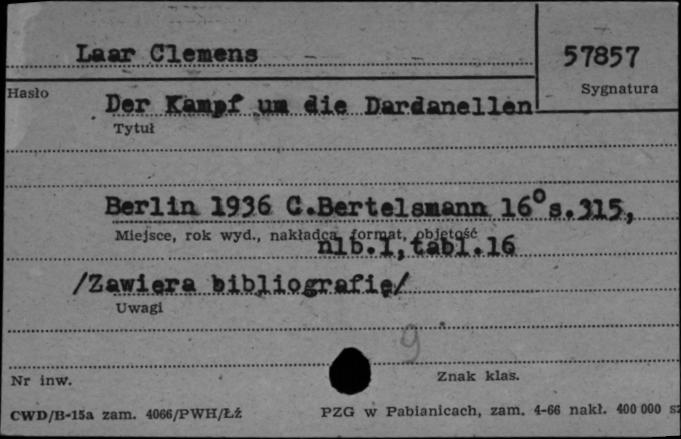 Laar Clemens
57857
Hasło
Sygnatura
Der Kampf um die Dardanellen
Tytuł
Berlin 1936 C.Bertelsmann 16° s.315,
Miejsce, rok wyd., nakładca, format, objętość
nlb.1,tabl.16
/Zawiera bibliografię/
Uwagi
9
Nr inw.
Znak klas.
CWD/B-15a zam. 4066/PWH/Łź
PZG w Pabianicach, zam. 4-66 nakł. 400 000